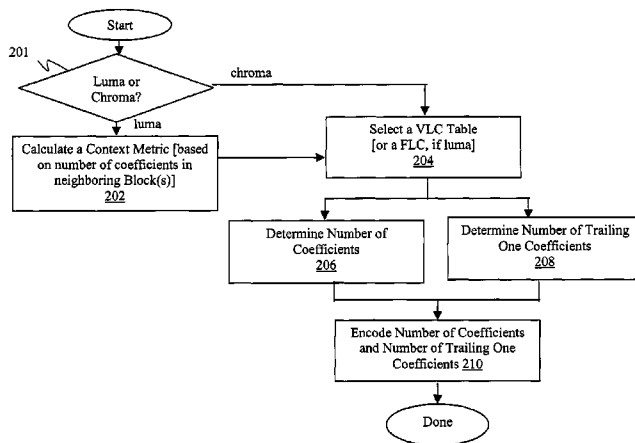 Start
201
Luma or
Chroma?
chroma
luma
Calculate a Context Metric [based
on number of coefficients in
neighboring Block(s)]
202
Select a VLC Table
[or a FLC, if luma]
204
Determine Number of
Coefficients
206
Determine Number of Trailing
One Coefficients
208
Encode Number of Coefficients
and Number of Trailing One
Coefficients 210
Done